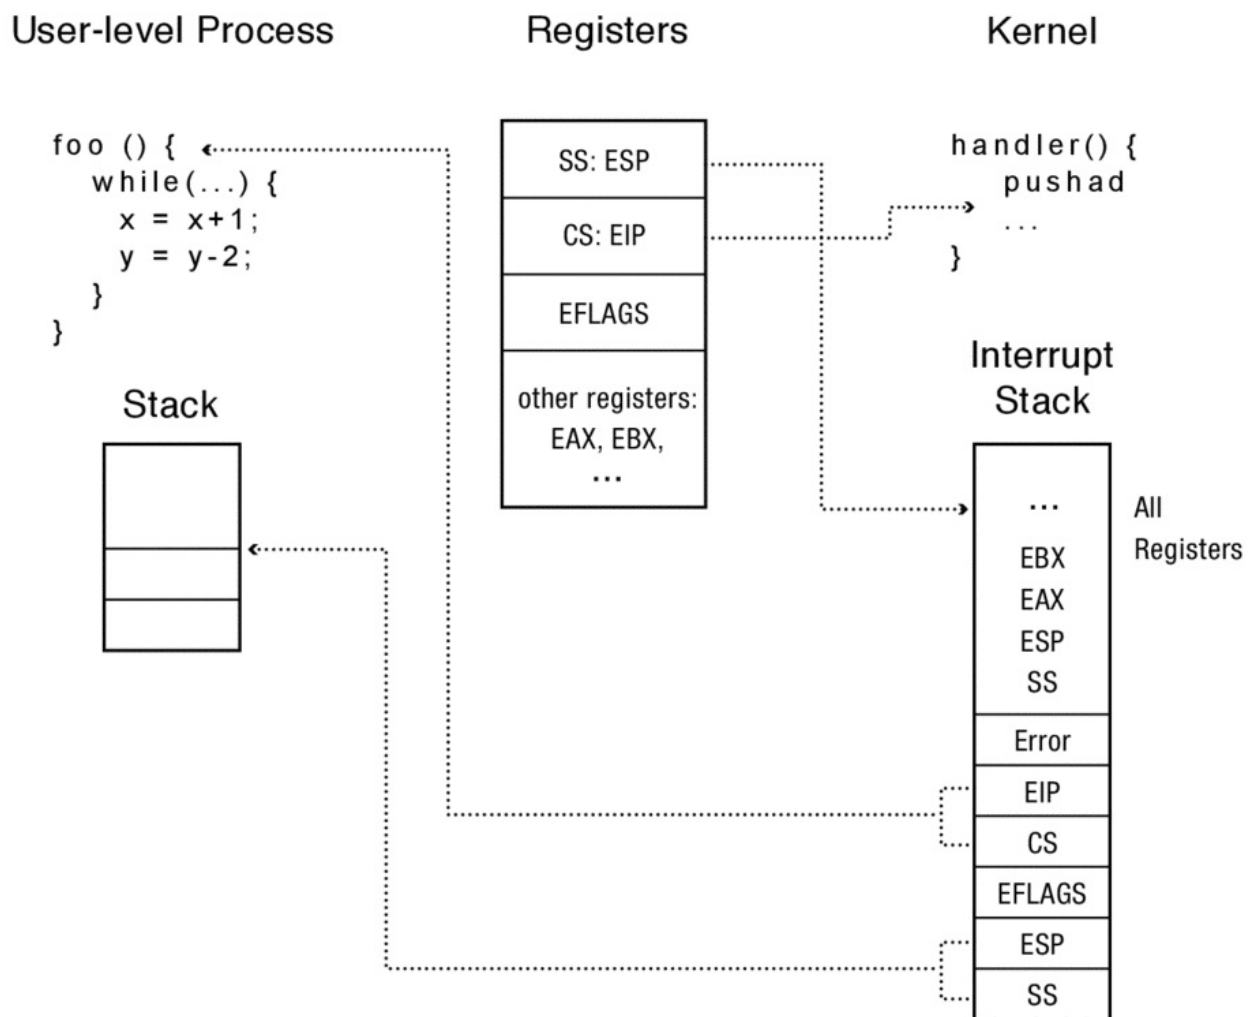 User-level Process
Registers
Kernel
foo () {
while(...) {
x = x+1;
y = y-2;
}
}
Stack
SS: ESP
CS: EIP
EFLAGS
other registers:
EAX, EBX,
...
handler() {
pushad
...
}
Interrupt
Stack
...
EBX
EAX
ESP
SS
All
Registers
Error
EIP
CS
EFLAGS
ESP
SS